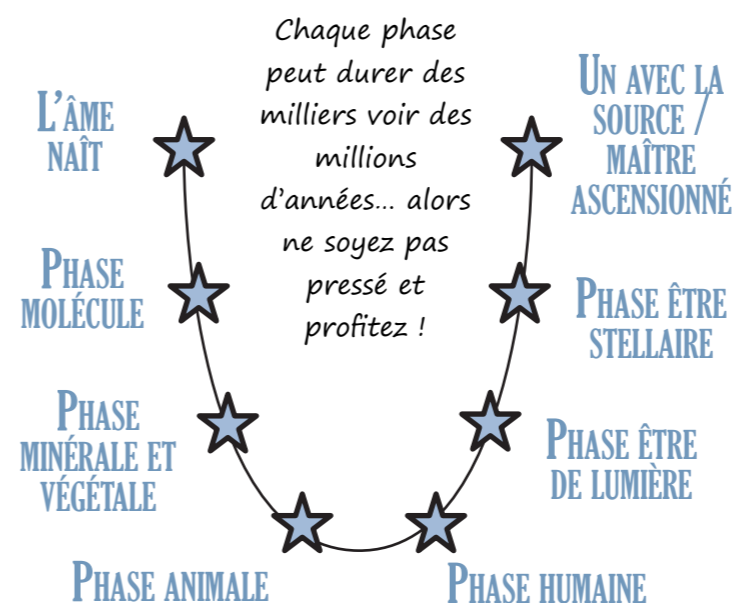 Chaque phase
peut durer des
milliers voir des
millions
d'années... alors
ne soyez pas
pressé et
profitez !
L'âme
naît
Phase
molécule
Phase
minérale et
végétale
Phase animale
Phase humaine
Phase être
de lumière
Phase être
stellaire
Un avec la
source /
maître
ascensionné